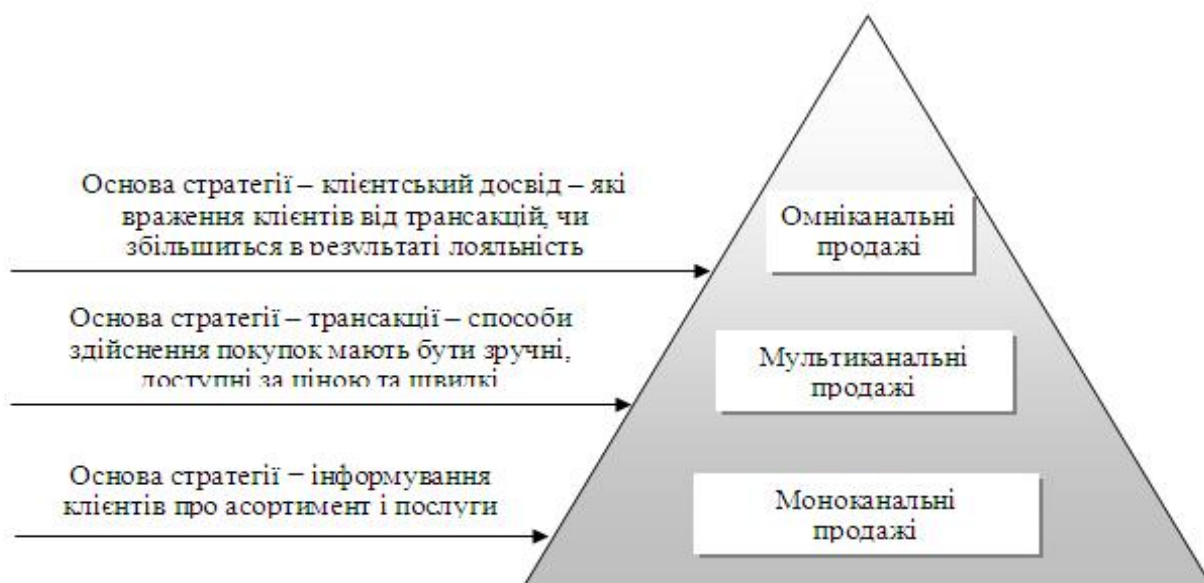 Основа стратегії – клієнтський досвід – які
враження клієнтів від трансакцій, чи
збільшиться в результаті лояльність
Омніканальні
продажі
Основа стратегії – трансакції – способи
здійснення покупок мають бути зручні,
доступні за ціною та швидкі
Мультиканальні
продажі
Основа стратегії – інформування
клієнтів про асортимент і послуги
Моноканальні
продажі